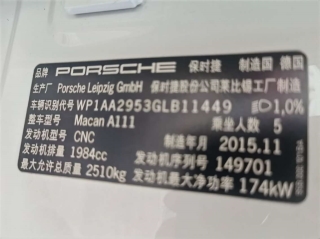 品牌 PORSCHE 保时捷 制造国 德国
生产厂 Porsche Leipzig GmbH 保时捷股份公司莱比锡工厂制造
车辆识别代号 WP1AA2953GLB11449 1,0%
整车型号 Macan A111 乘坐人数 5
发动机型号 CNC 制造年月 2015.11
发动机排量 1984cc 发动机序列号 149701
最大允许总质量 2510kg 发动机最大净功率 174kW